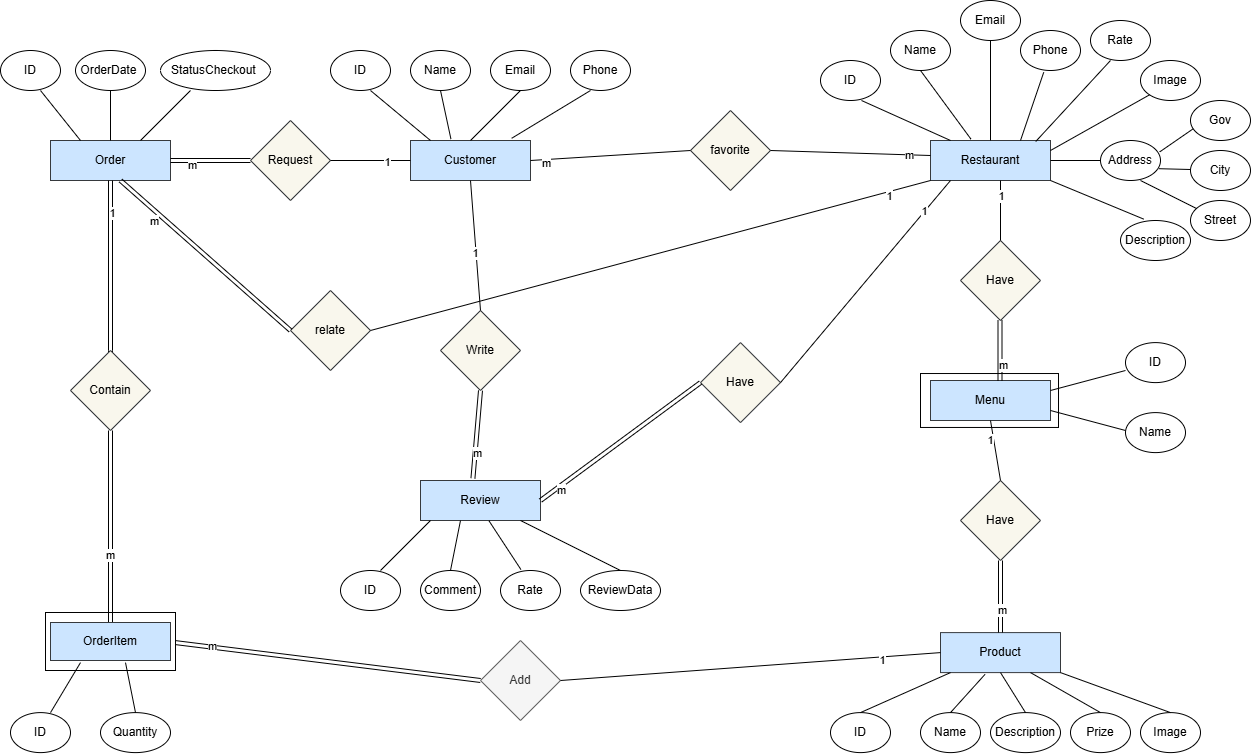 Email
Name
Phone
Rate
ID
OrderDate
StatusCheckout
ID
Name
Email
Phone
ID
Image
Gov
Order
m
Request
1
Customer
m
favorite
m
Restaurant
Address
City
Street
Description
1
m
1
1
1
1
Have
relate
Write
Contain
Have
m
Menu
ID
Name
1
m
m
Review
Have
m
ID
Comment
Rate
ReviewData
m
OrderItem
m
Add
1
Product
ID
Quantity
ID
Name
Description
Prize
Image